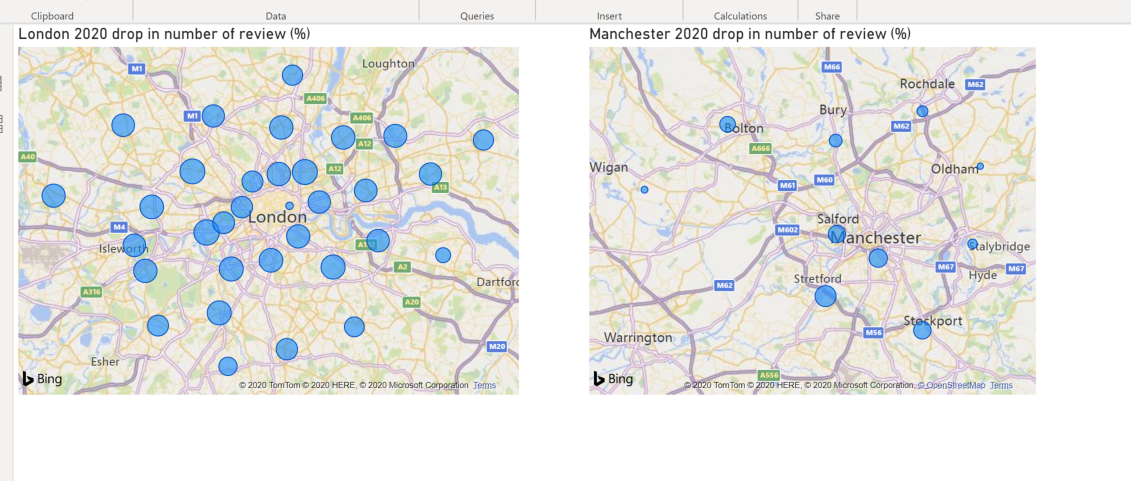 Clipboard
Data
Queries
Insert
Calculations
Share
London 2020 drop in number of review (%)
Loughton
M1
A406
M1
A406
A12
A40
A12
A13
London
M4
Isleworth
A2
Dartford
A316
A20
M20
Esher
Bing
© 2020 TomTom © 2020 HERE, © 2020 Microsoft Corporation Terms
Manchester 2020 drop in number of review (%)
M66
Rochdale
M62
Bury
Bolton
M62
A666
Wigan
Oldham
M61
M60
Salford
M602
Manchester
Stalybridge
M67
M67
Hyde
Stretford
M62
Stockport
Warrington
M56
A556
Bing
© 2020 TomTom © 2020 HERE, © 2020 Microsoft Corporation, © OpenStreetMap Terms